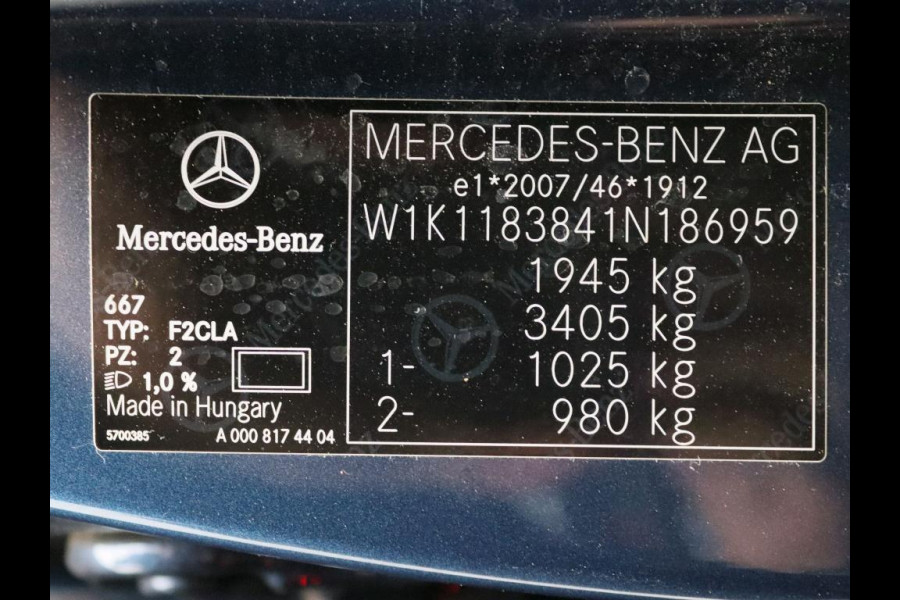 Mercedes-Benz
667
TYP: F2CLA
PZ: 2
1,0 %
Made in Hungary
5700385
A 000 817 44 04
MERCEDES-BENZ AG
e1*2007/46*1912
W1K1183841N186959
1945 kg
3405 kg
1- 1025 kg
2- 980 kg